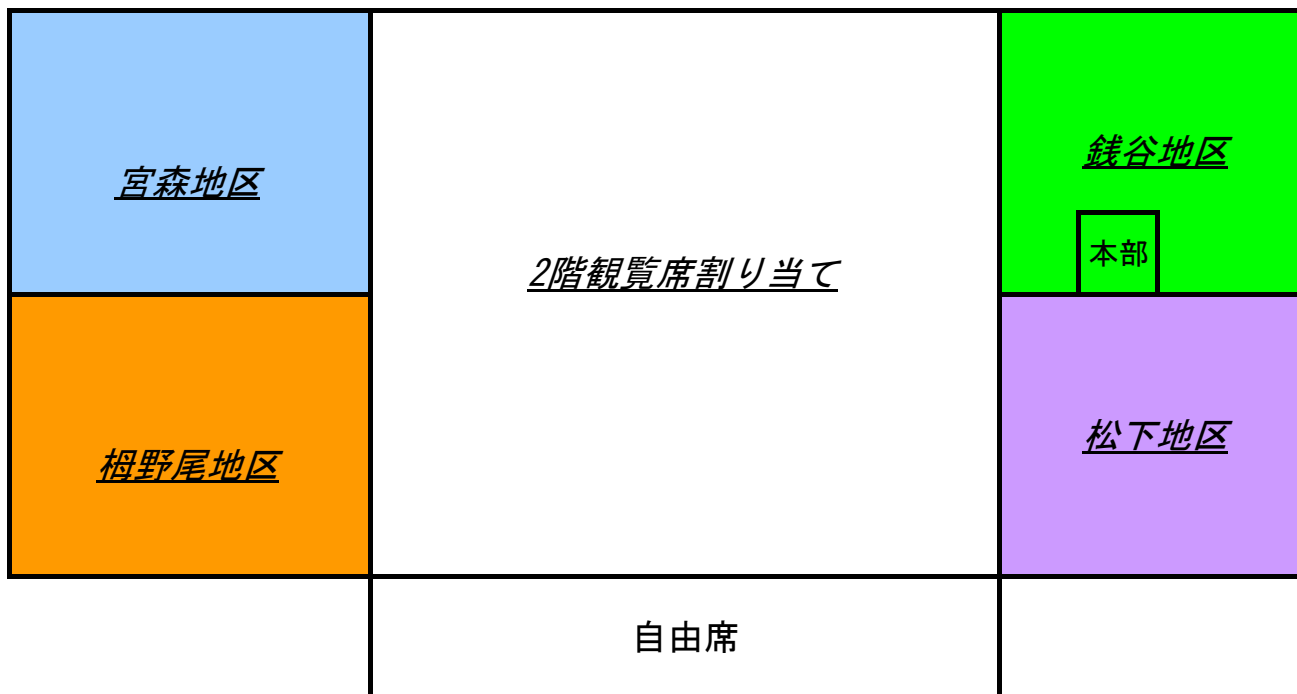 宮森地区
銭谷地区
本部
2階観覧席割り当て
栂野尾地区
松下地区
自由席